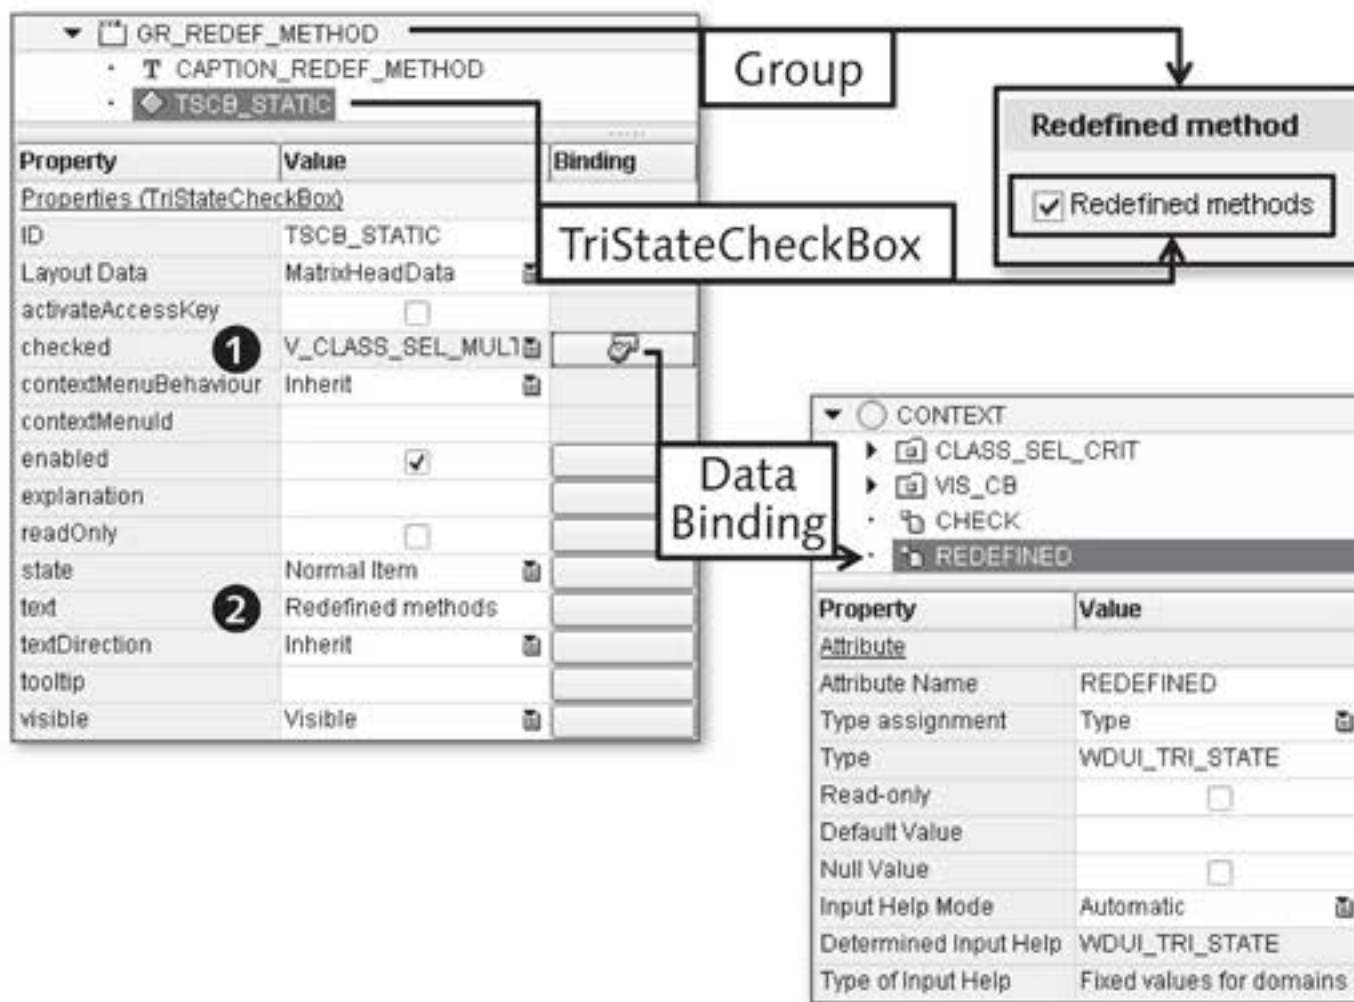 GR_REDEF_METHOD
T CAPTION_REDEF_METHOD
TSCB_STATIC
Group
Redefined method
Redefined methods
TriStateCheckBox
Property Value Binding
Properties (TriStateCheckBox)
ID TSCB_STATIC
Layout Data MatrixHeadData
activateAccessKey
checked 1 V_CLASS_SEL_MULT
contextMenuBehaviour Inherit
contextMenuId
enabled
explanation
readOnly
state Normal Item
text 2 Redefined methods
textDirection Inherit
tooltip
visible Visible
Data
Binding
CONTEXT
CLASS_SEL_CRIT
VIS_CB
CHECK
REDEFINED
Property Value
Attribute
Attribute Name REDEFINED
Type assignment Type
Type WDUI_TRI_STATE
Read-only
Default Value
Null Value
Input Help Mode Automatic
Determined Input Help WDUI_TRI_STATE
Type of Input Help Fixed values for domains